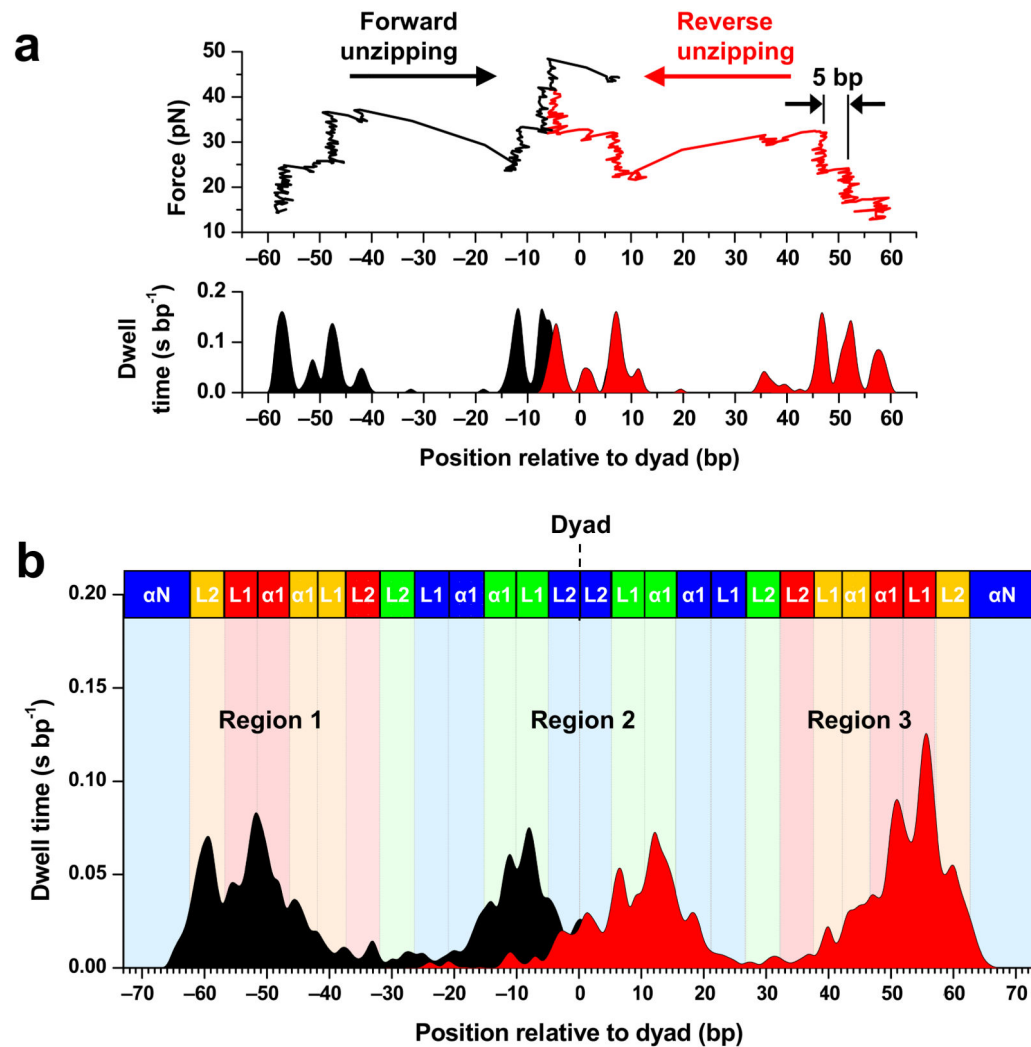 a
Forward
unzipping
Reverse
unzipping
5 bp
Force (pN)
50
40
30
20
10
–60 –50 –40 –30 –20 –10 0 10 20 30 40 50 60
Dwell
time (s bp-1)
0.2
0.1
0.0
–60 –50 –40 –30 –20 –10 0 10 20 30 40 50 60
Position relative to dyad (bp)
b
Dyad
αN L2 L1 α1 α1 L1 L2 L2 L1 α1 α1 L1 L2 L2 L1 α1 α1 L1 L2 L2 L1 α1 α1 L1 L2 αN
Region 1 Region 2 Region 3
Dwell time (s bp-1)
0.20
0.15
0.10
0.05
0.00
–70 –60 –50 –40 –30 –20 –10 0 10 20 30 40 50 60 70
Position relative to dyad (bp)